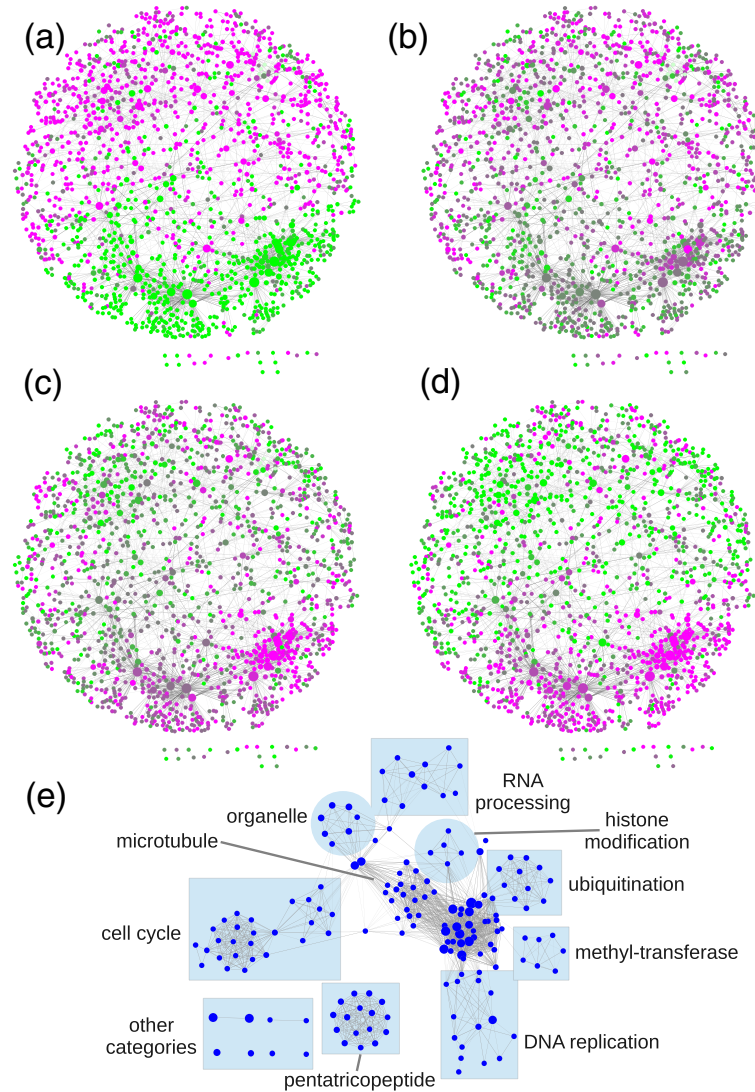 (a)
(b)
(c)
(d)
(e)
RNA
processing
organelle
histone
modification
microtubule
ubiquitination
cell cycle
methyl-transferase
other
categories
DNA replication
pentatricopeptide